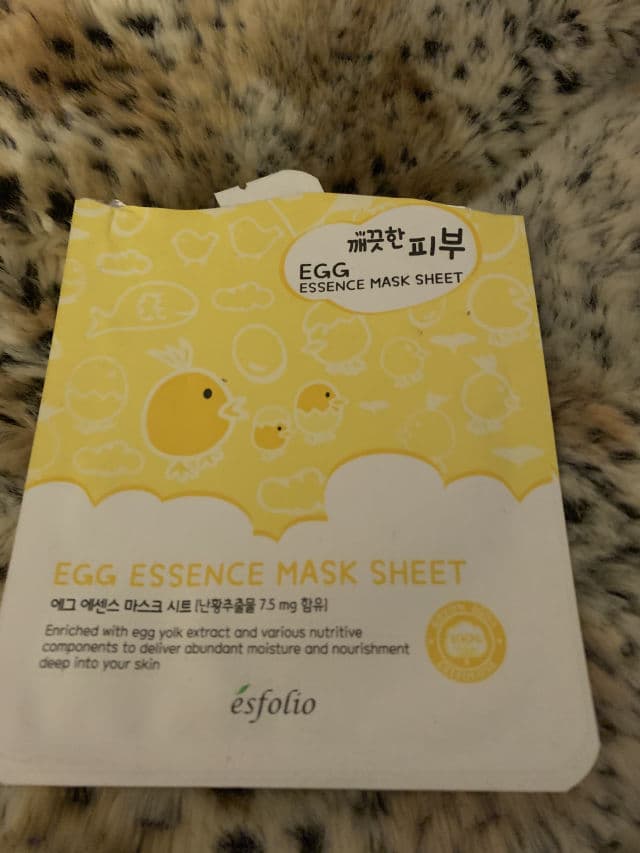 깨끗한 피부
EGG
ESSENCE MASK SHEET
EGG ESSENCE MASK SHEET
에그 에센스 마스크 시트 [난황추출물 7.5 mg 함유]
Enriched with egg yolk extract and various nutritive
components to deliver abundant moisture and nourishment
deep into your skin
100%
ésfolio